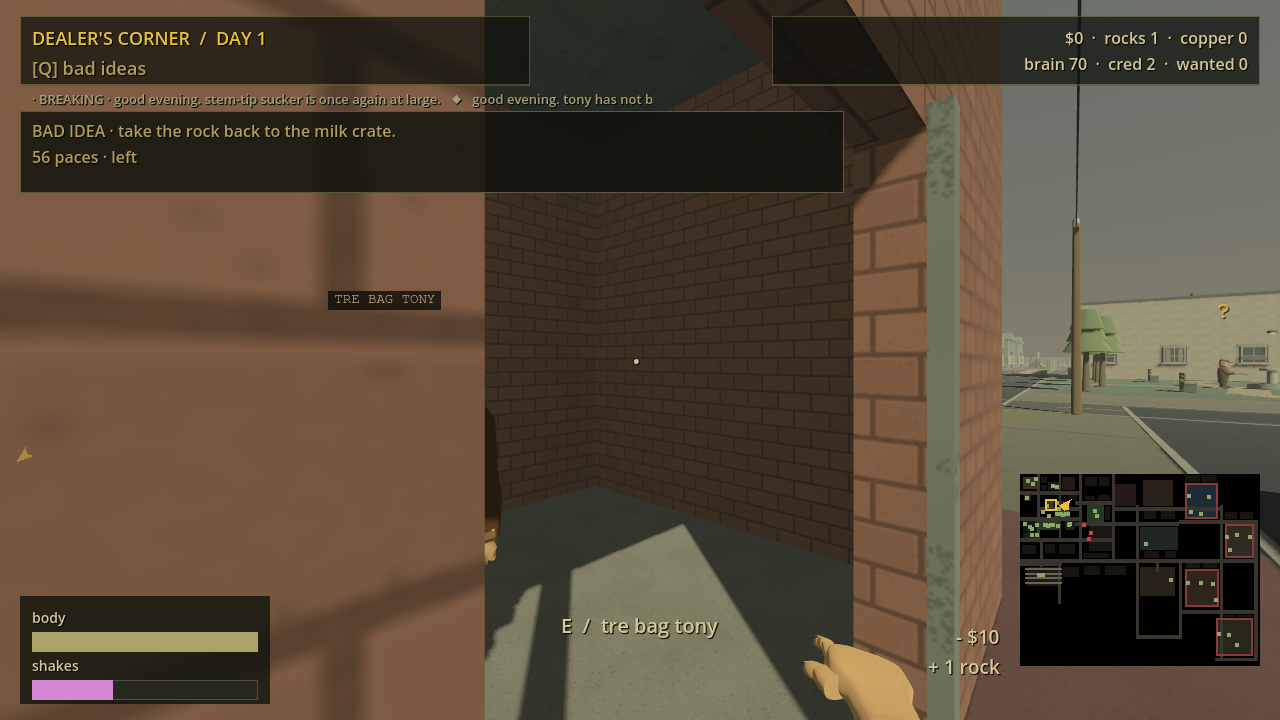 DEALER'S CORNER / DAY 1
[Q] bad ideas
$0 · rocks 1 · copper 0
brain 70 · cred 2 · wanted 0
· BREAKING · good evening. stem-tip sucker is once again at large. ◆ good evening. tony has not b
BAD IDEA · take the rock back to the milk crate.
56 paces · left
TRE BAG TONY
?
E / tre bag tony
- $10
+ 1 rock
body
shakes